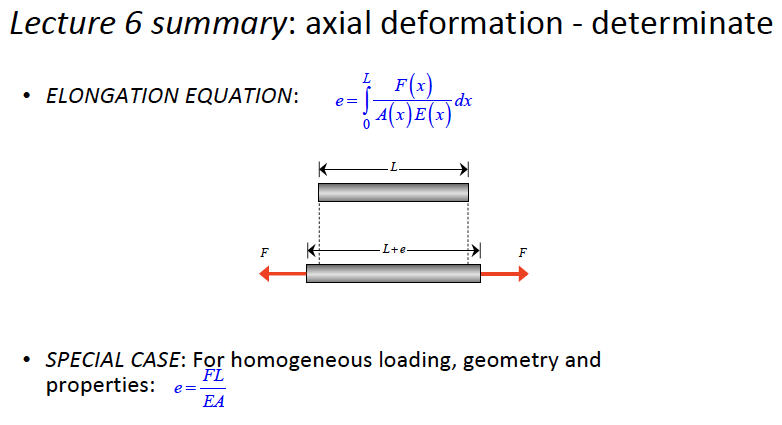 Lecture 6 summary: axial deformation - determinate
• ELONGATION EQUATION: e = ∫₀ᴸ F(x) / A(x)E(x) dx
L
F L+e F
• SPECIAL CASE: For homogeneous loading, geometry and
properties: e = FL / EA